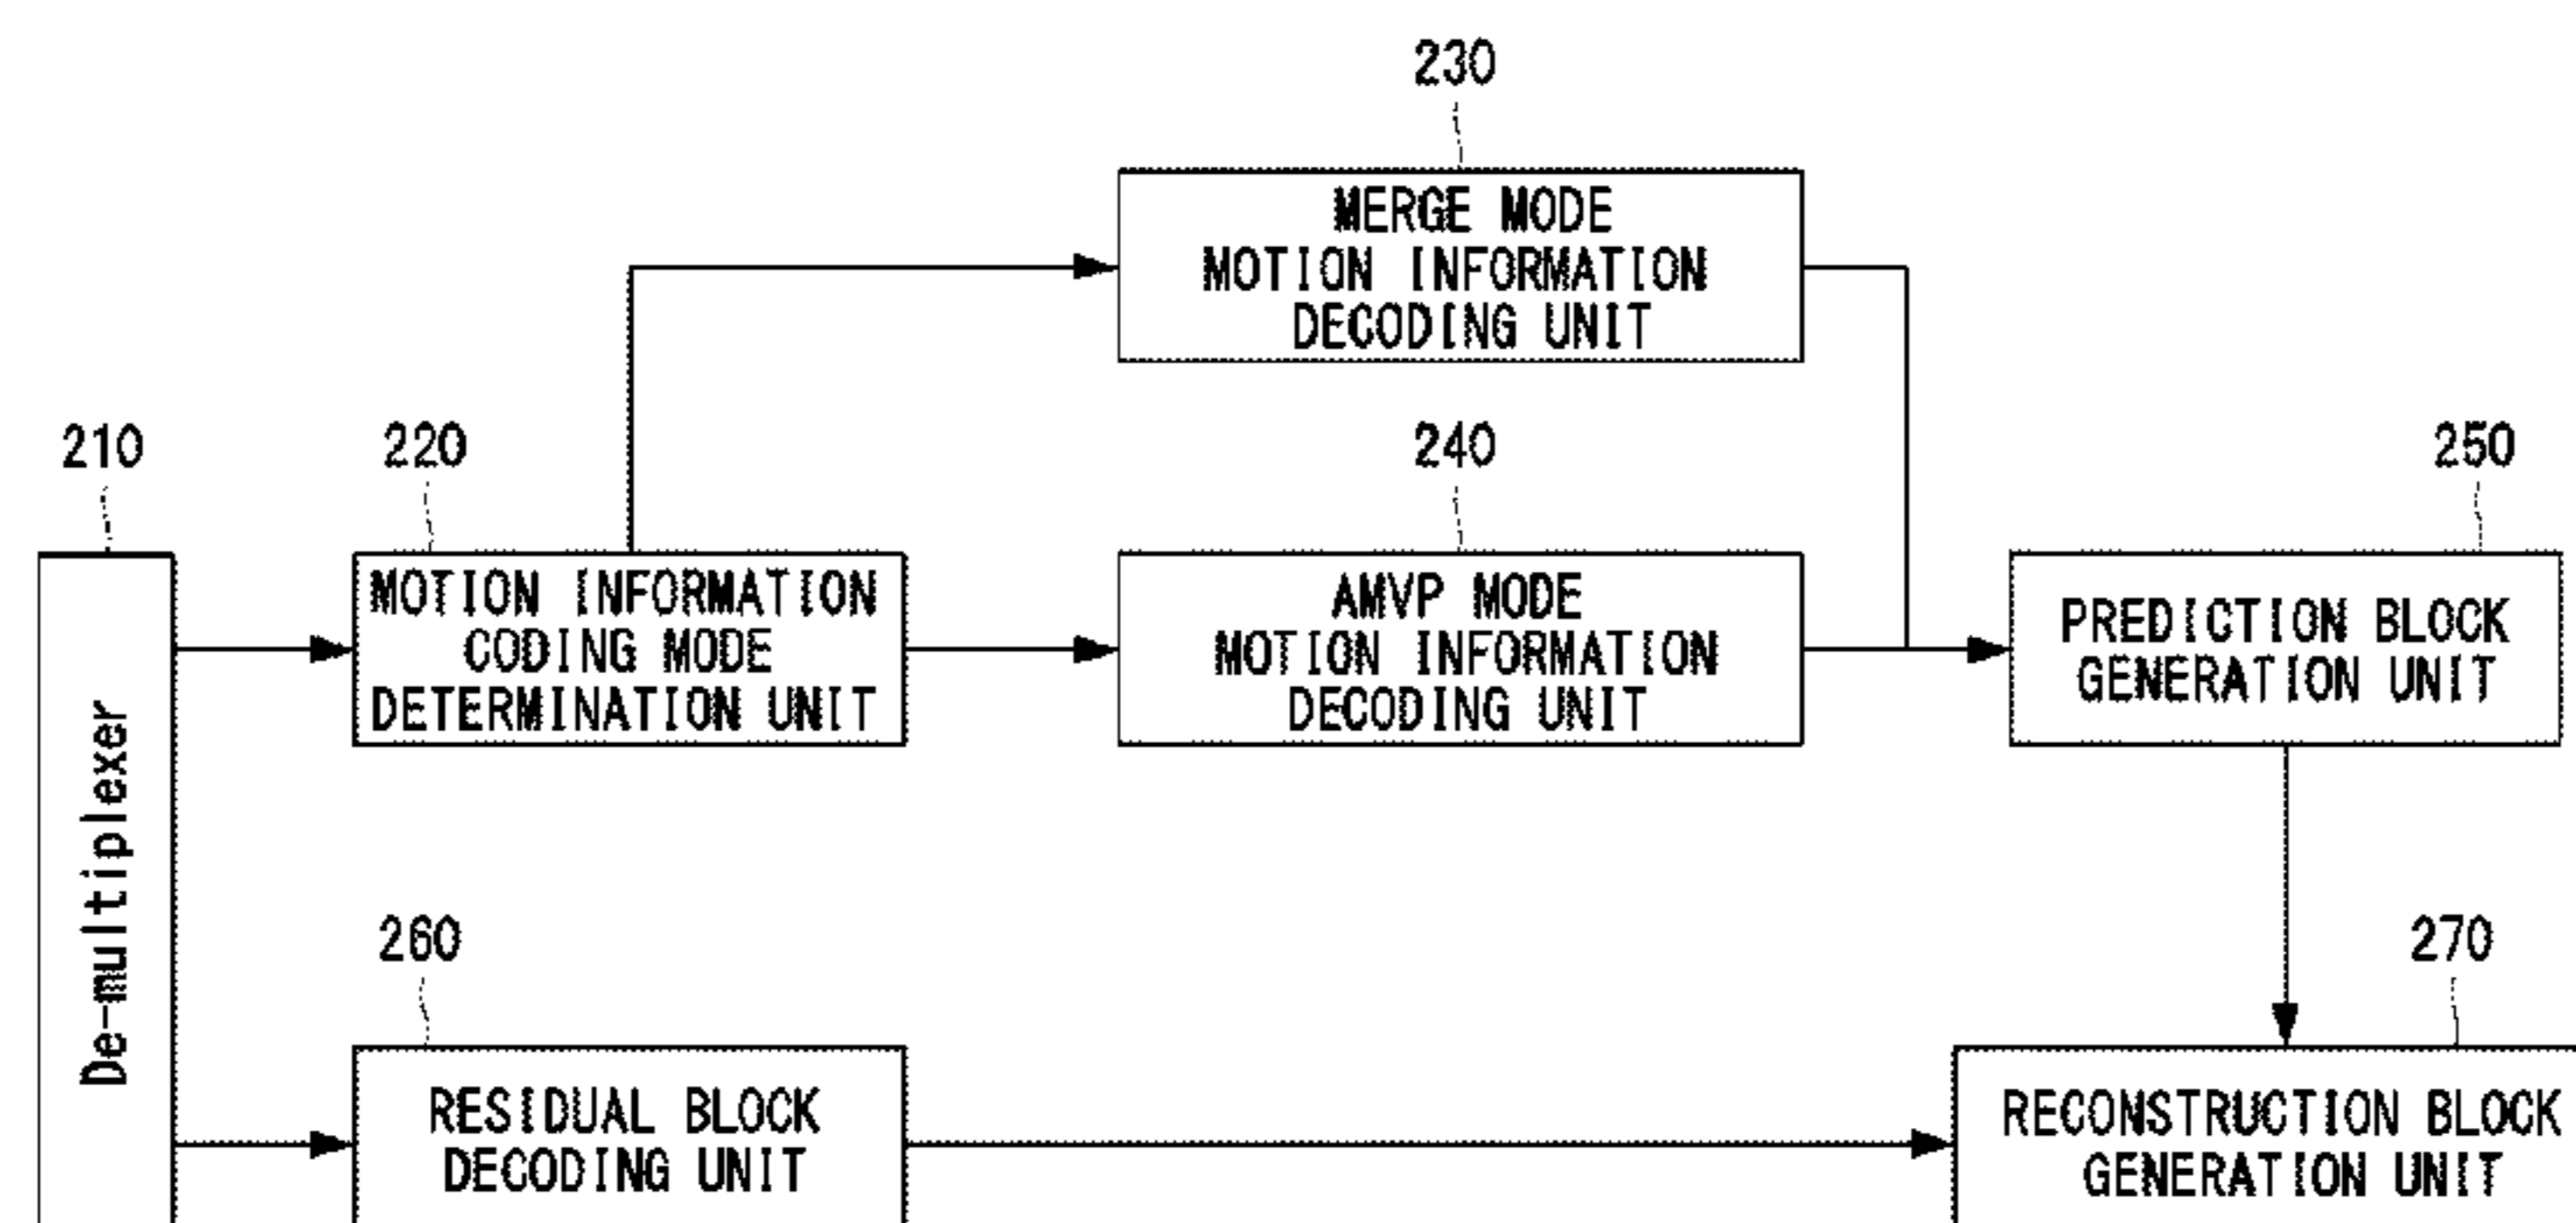 230
MERGE MODE
MOTION INFORMATION
DECODING UNIT
210
220
240
250
MOTION INFORMATION
CODING MODE
DETERMINATION UNIT
AMVP MODE
MOTION INFORMATION
DECODING UNIT
PREDICTION BLOCK
GENERATION UNIT
De-multiplexer
260
270
RESIDUAL BLOCK
DECODING UNIT
RECONSTRUCTION BLOCK
GENERATION UNIT